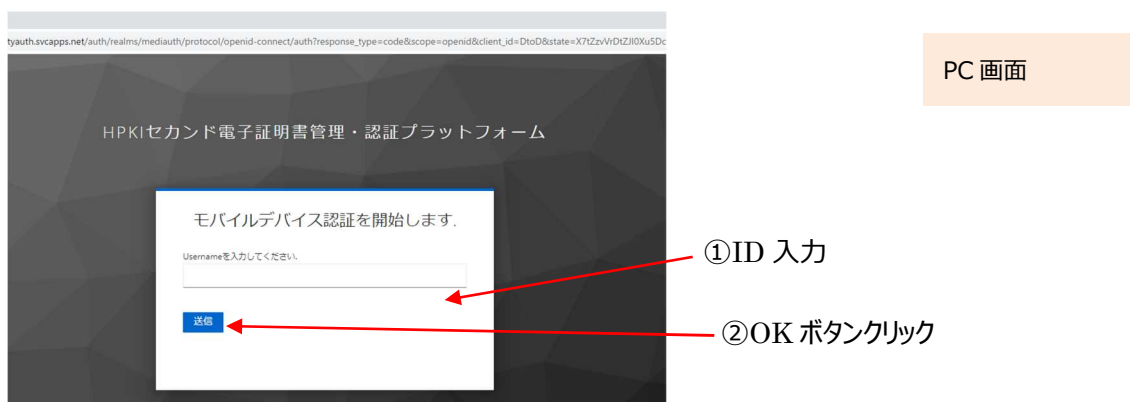 tyauth.svcapps.net/auth/realms/mediauth/protocol/openid-connect/auth?response_type=code&scope=openid&client_id=DtoD&state=X7tZzvVrDtZJI0Xu5Dc
PC 画面
HPKIセカンド電子証明書管理・認証プラットフォーム
モバイルデバイス認証を開始します.
Usernameを入力してください.
①ID 入力
送信
②OK ボタンクリック